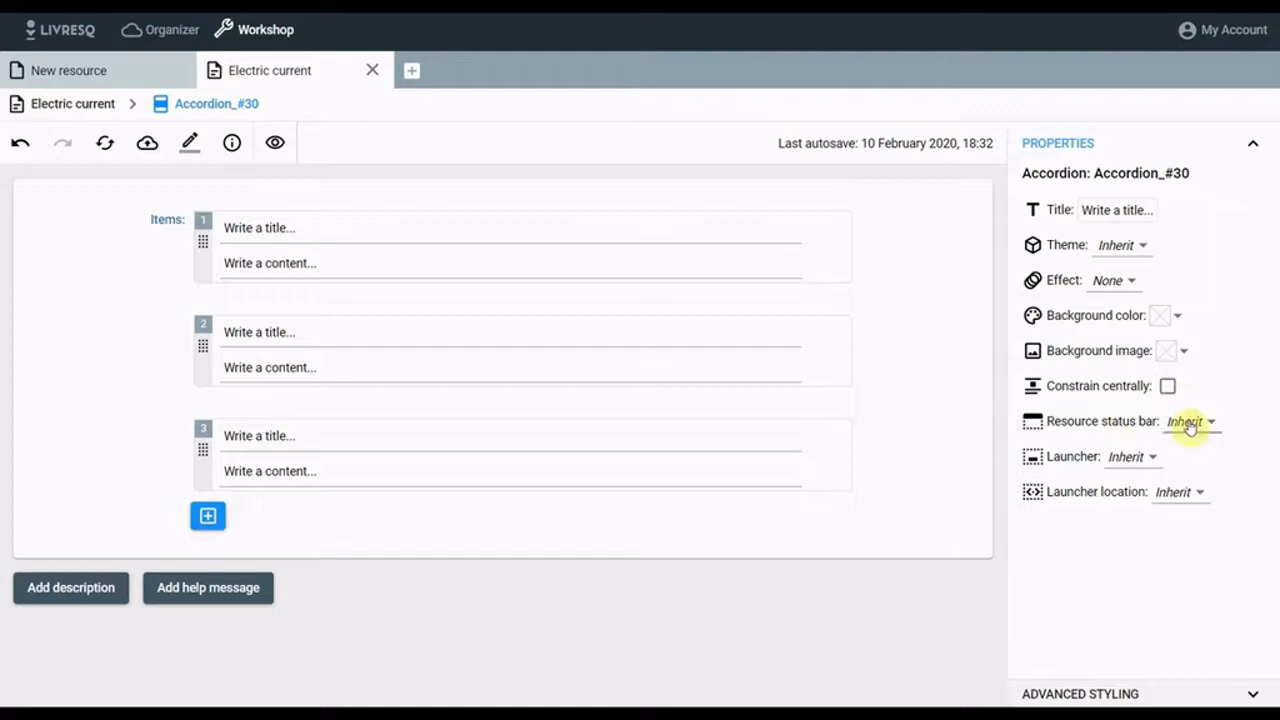 LIVRESQ Organizer Workshop My Account
New resource Electric current
Electric current > Accordion_#30
Last autosave: 10 February 2020, 18:32
PROPERTIES
Accordion: Accordion_#30
Items: 1 Write a title...
Write a content...
2 Write a title...
Write a content...
3 Write a title...
Write a content...
Add description Add help message
Title: Write a title...
Theme: Inherit
Effect: None
Background color:
Background image:
Constrain centrally:
Resource status bar: Inherit
Launcher: Inherit
Launcher location: Inherit
ADVANCED STYLING